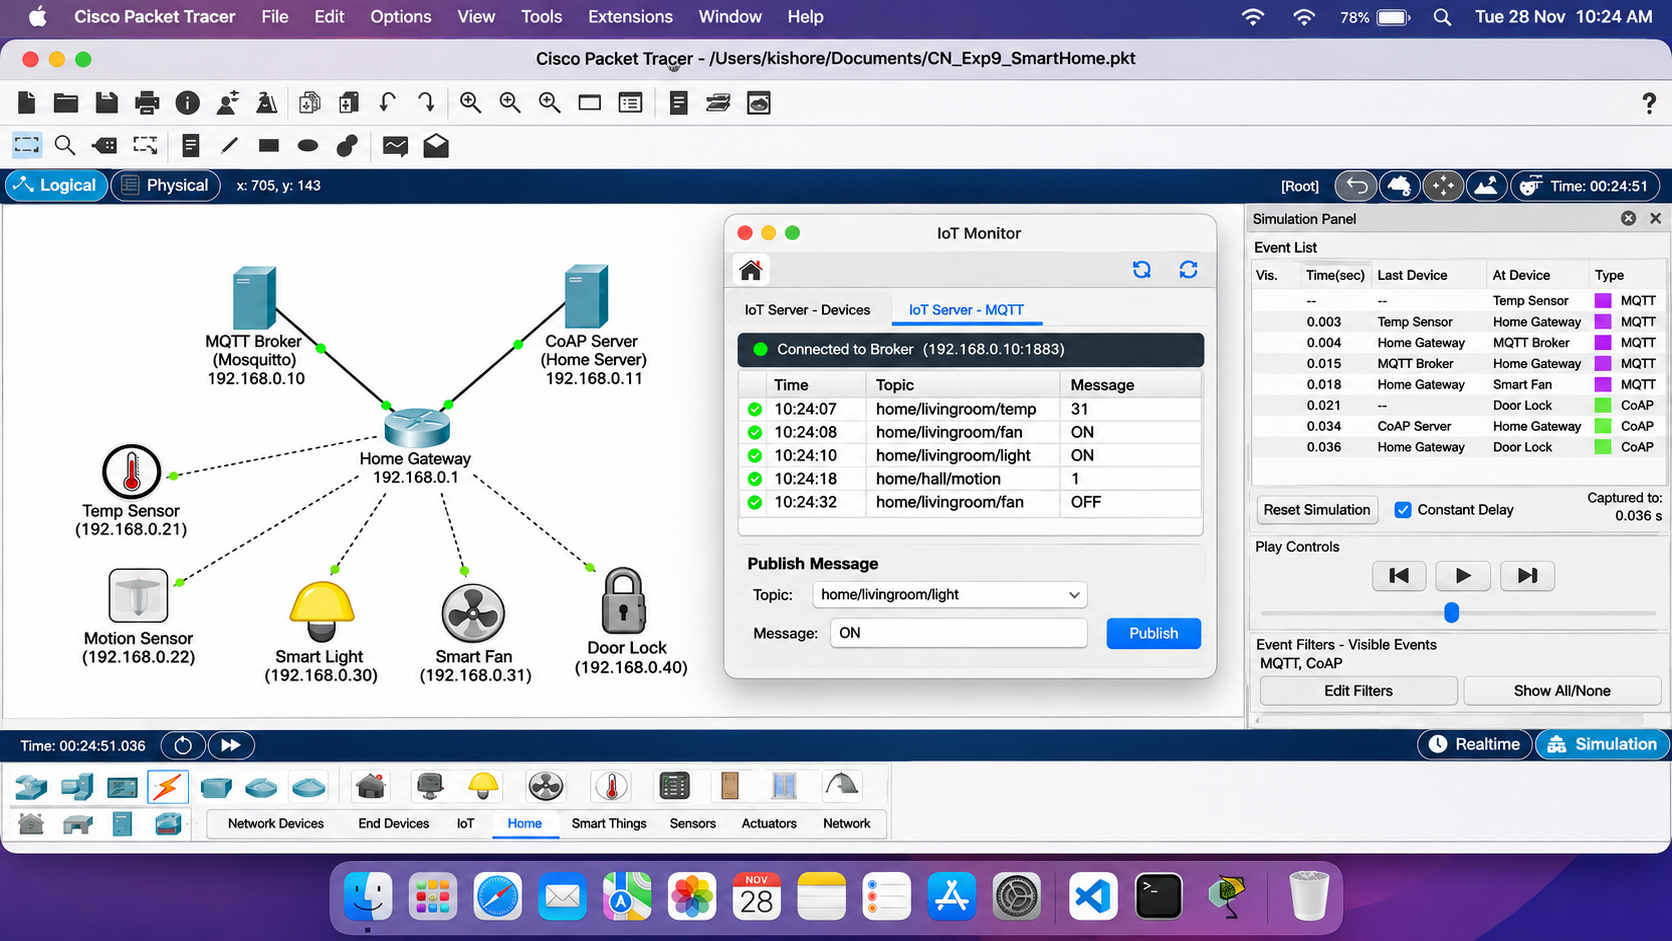 Cisco Packet Tracer File Edit Options View Tools Extensions Window Help 78% Tue 28 Nov 10:24 AM
Cisco Packet Tracer - /Users/kishore/Documents/CN_Exp9_SmartHome.pkt
?
Logical Physical x: 705, y: 143 [Root] Time: 00:24:51
MQTT Broker
(Mosquitto)
192.168.0.10
CoAP Server
(Home Server)
192.168.0.11
Home Gateway
192.168.0.1
Temp Sensor
(192.168.0.21)
Motion Sensor
(192.168.0.22)
Smart Light
(192.168.0.30)
Smart Fan
(192.168.0.31)
Door Lock
(192.168.0.40)
IoT Monitor
IoT Server - Devices IoT Server - MQTT
Connected to Broker (192.168.0.10:1883)
Time Topic Message
10:24:07 home/livingroom/temp 31
10:24:08 home/livingroom/fan ON
10:24:10 home/livingroom/light ON
10:24:18 home/hall/motion 1
10:24:32 home/livingroom/fan OFF
Publish Message
Topic: home/livingroom/light
Message: ON Publish
Simulation Panel
Event List
Vis. Time(sec) Last Device At Device Type
-- -- Temp Sensor MQTT
0.003 Temp Sensor Home Gateway MQTT
0.004 Home Gateway MQTT Broker MQTT
0.015 MQTT Broker Home Gateway MQTT
0.018 Home Gateway Smart Fan MQTT
0.021 -- Door Lock CoAP
0.034 CoAP Server Home Gateway CoAP
0.036 Home Gateway Door Lock CoAP
Reset Simulation Constant Delay Captured to:
0.036 s
Play Controls
Event Filters - Visible Events
MQTT, CoAP
Edit Filters Show All/None
Time: 00:24:51.036 Realtime Simulation
Network Devices End Devices IoT Home Smart Things Sensors Actuators Network
NOV
28
>_